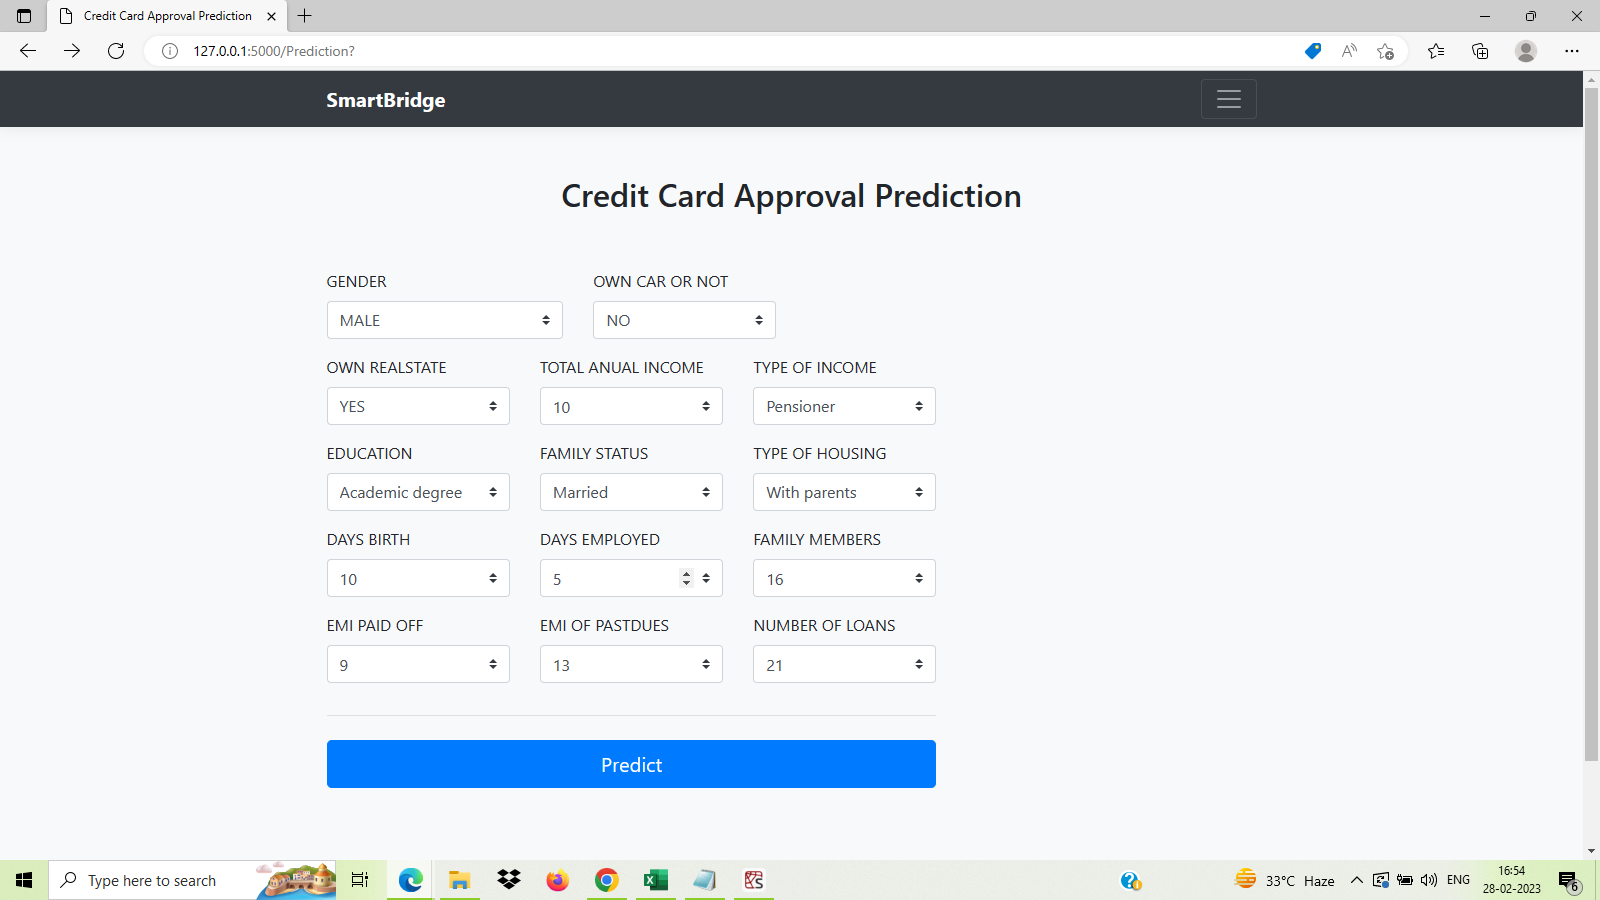 Credit Card Approval Prediction
127.0.0.1:5000/Prediction?
SmartBridge
Credit Card Approval Prediction
GENDER OWN CAR OR NOT
MALE NO
OWN REALSTATE TOTAL ANUAL INCOME TYPE OF INCOME
YES 10 Pensioner
EDUCATION FAMILY STATUS TYPE OF HOUSING
Academic degree Married With parents
DAYS BIRTH DAYS EMPLOYED FAMILY MEMBERS
10 5 16
EMI PAID OFF EMI OF PASTDUES NUMBER OF LOANS
9 13 21
Predict
Type here to search
33°C Haze
ENG
16:54
28-02-2023
6